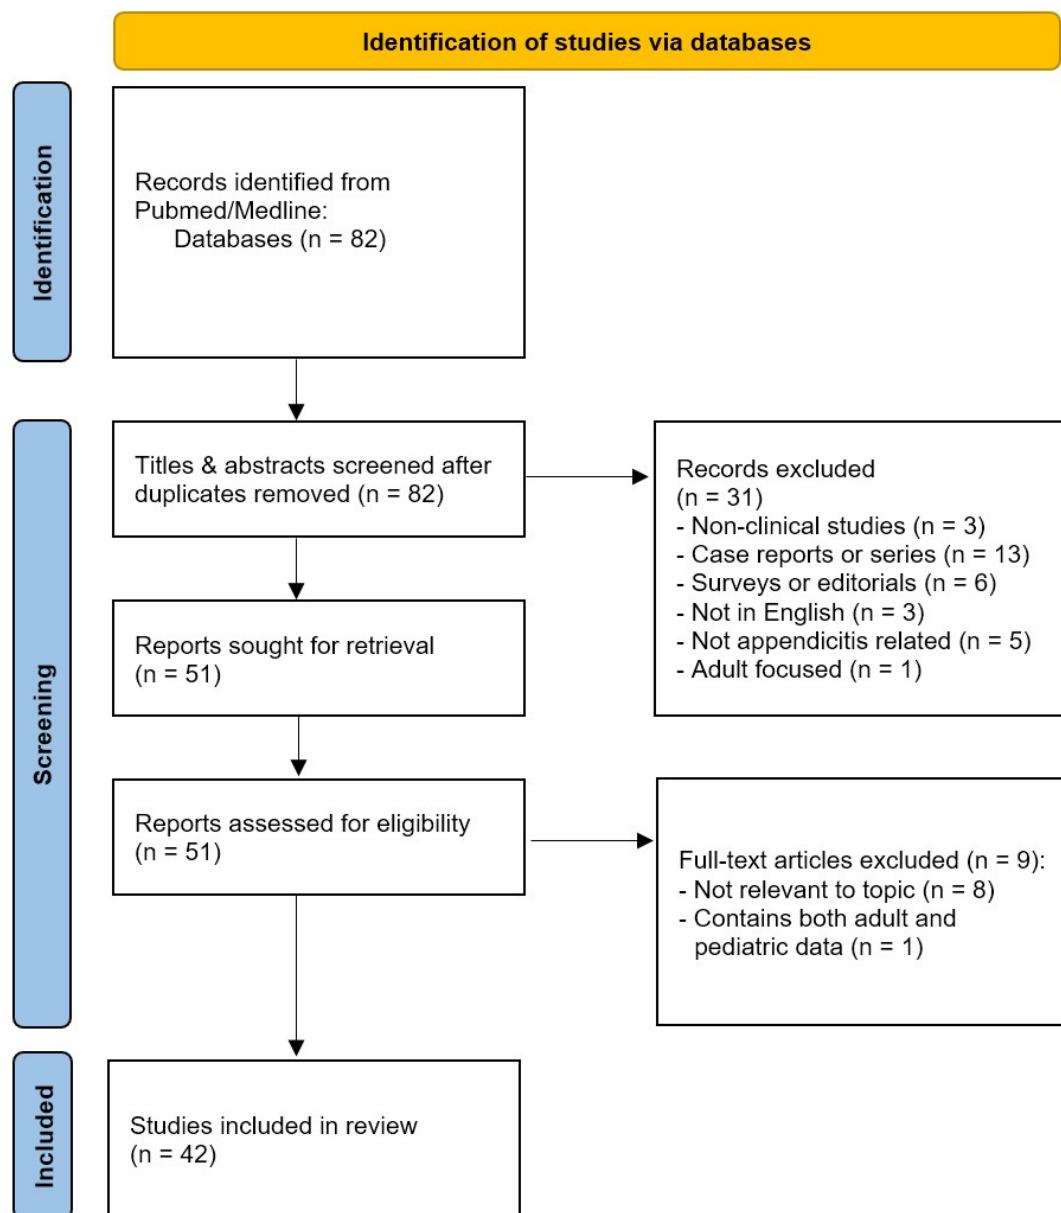 Identification of studies via databases
Identification
Records identified from
Pubmed/Medline:
Databases (n = 82)
Screening
Titles & abstracts screened after
duplicates removed (n = 82)
Records excluded
(n = 31)
- Non-clinical studies (n = 3)
- Case reports or series (n = 13)
- Surveys or editorials (n = 6)
- Not in English (n = 3)
- Not appendicitis related (n = 5)
- Adult focused (n = 1)
Reports sought for retrieval
(n = 51)
Reports assessed for eligibility
(n = 51)
Full-text articles excluded (n = 9):
- Not relevant to topic (n = 8)
- Contains both adult and
pediatric data (n = 1)
Included
Studies included in review
(n = 42)